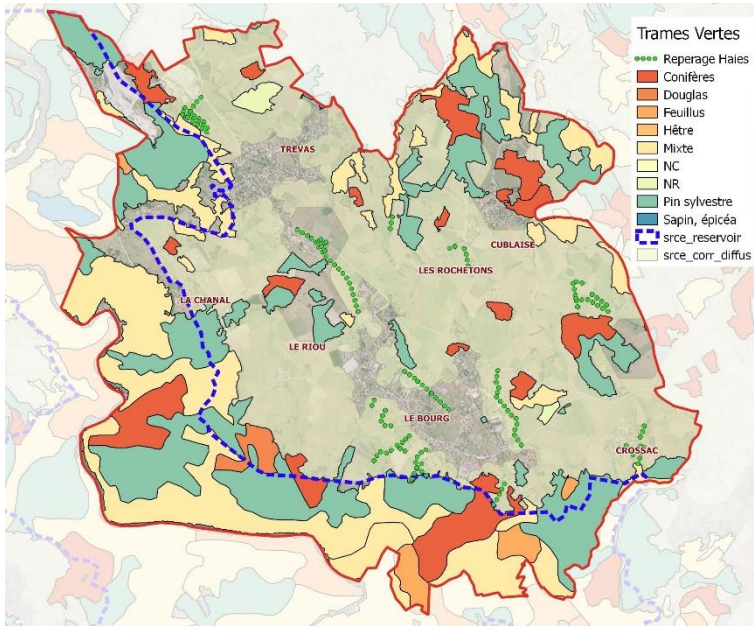 Trames Vertes
Reperage Haies
Conifères
Douglas
Feuillus
Hêtre
Mixte
NC
NR
Pin sylvestre
Sapin, épicéa
srce_reservoir
srce_corr_diffus
TREVAS
CUBLAISE
LES ROCHETONS
LA CHANAL
LE RIOU
LE BOURG
CROSSAC